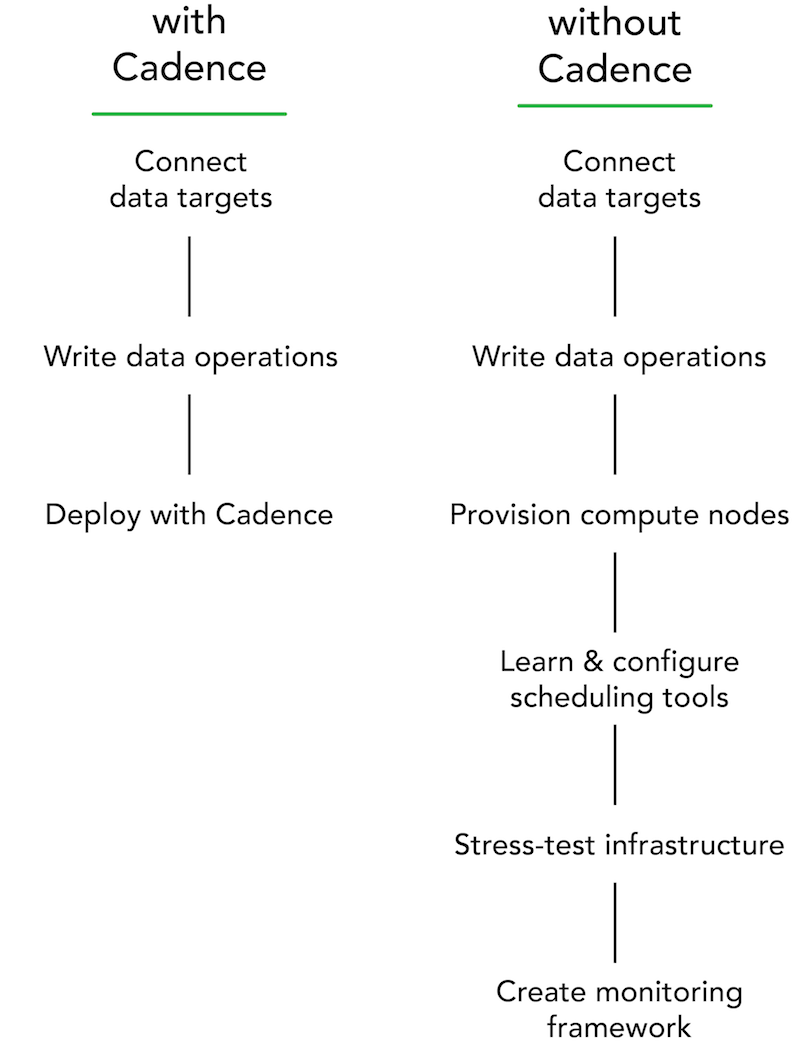 with
Cadence
Connect
data targets
Write data operations
Deploy with Cadence
without
Cadence
Connect
data targets
Write data operations
Provision compute nodes
Learn & configure
scheduling tools
Stress-test infrastructure
Create monitoring
framework